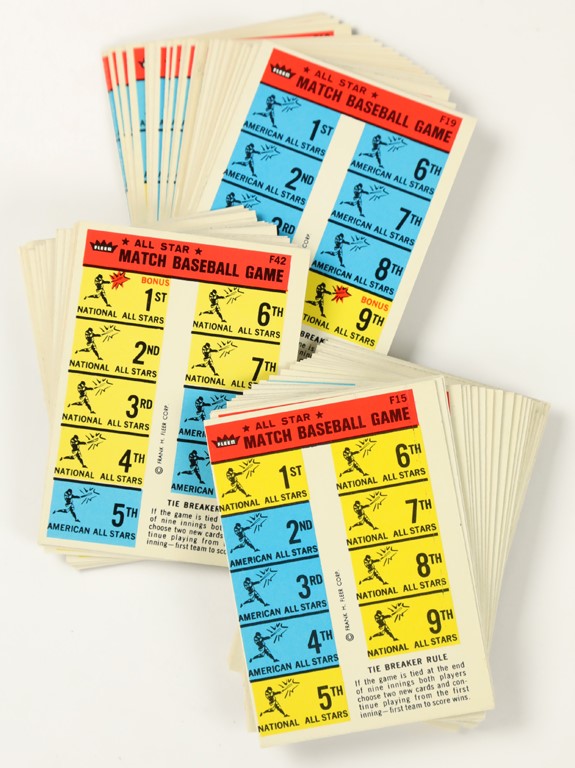 FLEER
★ ALL STAR ★
F19
MATCH BASEBALL GAME
1ST
AMERICAN ALL STARS
2ND
AMERICAN ALL STARS
3RD
6TH
AMERICAN ALL STARS
7TH
AMERICAN ALL STARS
8TH
AMERICAN ALL STARS
BONUS
9TH
NATIONAL ALL STARS
FLEER
★ ALL STAR ★
F42
MATCH BASEBALL GAME
BONUS
1ST
NATIONAL ALL STARS
2ND
NATIONAL ALL STARS
3RD
NATIONAL ALL STARS
4TH
NATIONAL ALL STARS
5TH
AMERICAN ALL STARS
6TH
NATIONAL ALL STARS
7TH
NATIONAL ALL STARS
© FRANK H. FLEER CORP.
TIE BREAKER
If the game is tied
of nine innings both
choose two new cards
tinue playing from
inning—first team to score
FLEER
★ ALL STAR ★
F15
MATCH BASEBALL GAME
1ST
NATIONAL ALL STARS
2ND
AMERICAN ALL STARS
3RD
AMERICAN ALL STARS
4TH
AMERICAN ALL STARS
5TH
NATIONAL ALL STARS
6TH
NATIONAL ALL STARS
7TH
NATIONAL ALL STARS
8TH
NATIONAL ALL STARS
9TH
NATIONAL ALL STARS
© FRANK H. FLEER CORP.
TIE BREAKER RULE
If the game is tied at the end
of nine innings both players
choose two new cards and con-
tinue playing from the first
inning—first team to score wins.